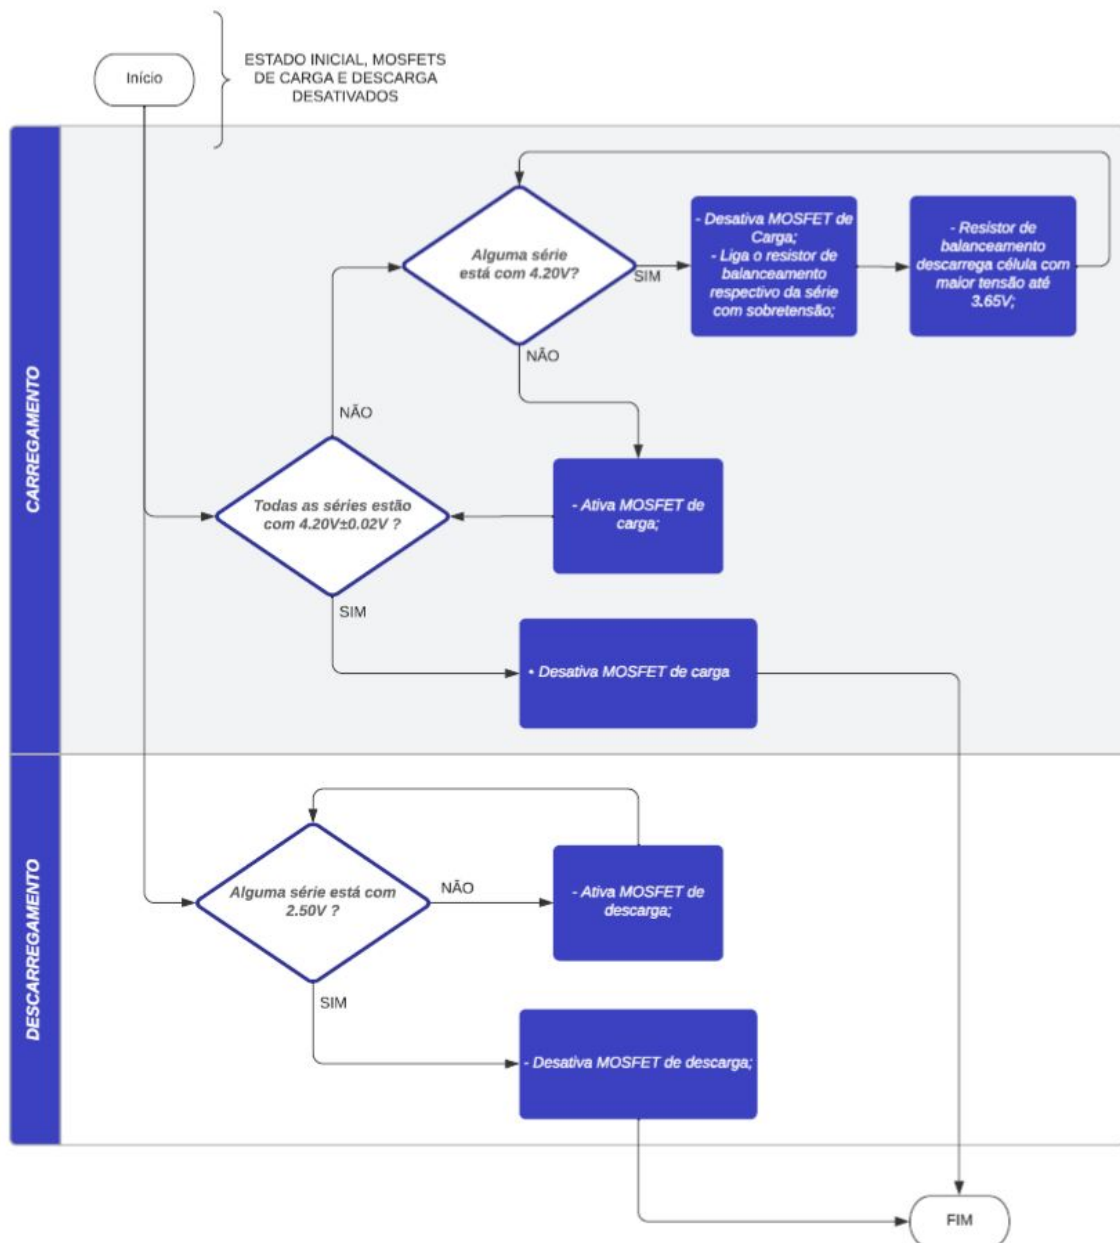 Início
ESTADO INICIAL, MOSFETS
DE CARGA E DESCARGA
DESATIVADOS
CARREGAMENTO
Alguma série
está com 4.20V?
SIM
- Desativa MOSFET de
Carga;
- Liga o resistor de
balanceamento
respectivo da série
com sobretensão;
- Resistor de
balanceamento
descarrega célula com
maior tensão até
3.65V;
NÃO
NÃO
Todas as séries estão
com 4.20V±0.02V ?
- Ativa MOSFET de
carga;
SIM
• Desativa MOSFET de carga
DESCARREGAMENTO
Alguma série está com
2.50V ?
NÃO
- Ativa MOSFET de
descarga;
SIM
- Desativa MOSFET de descarga;
FIM